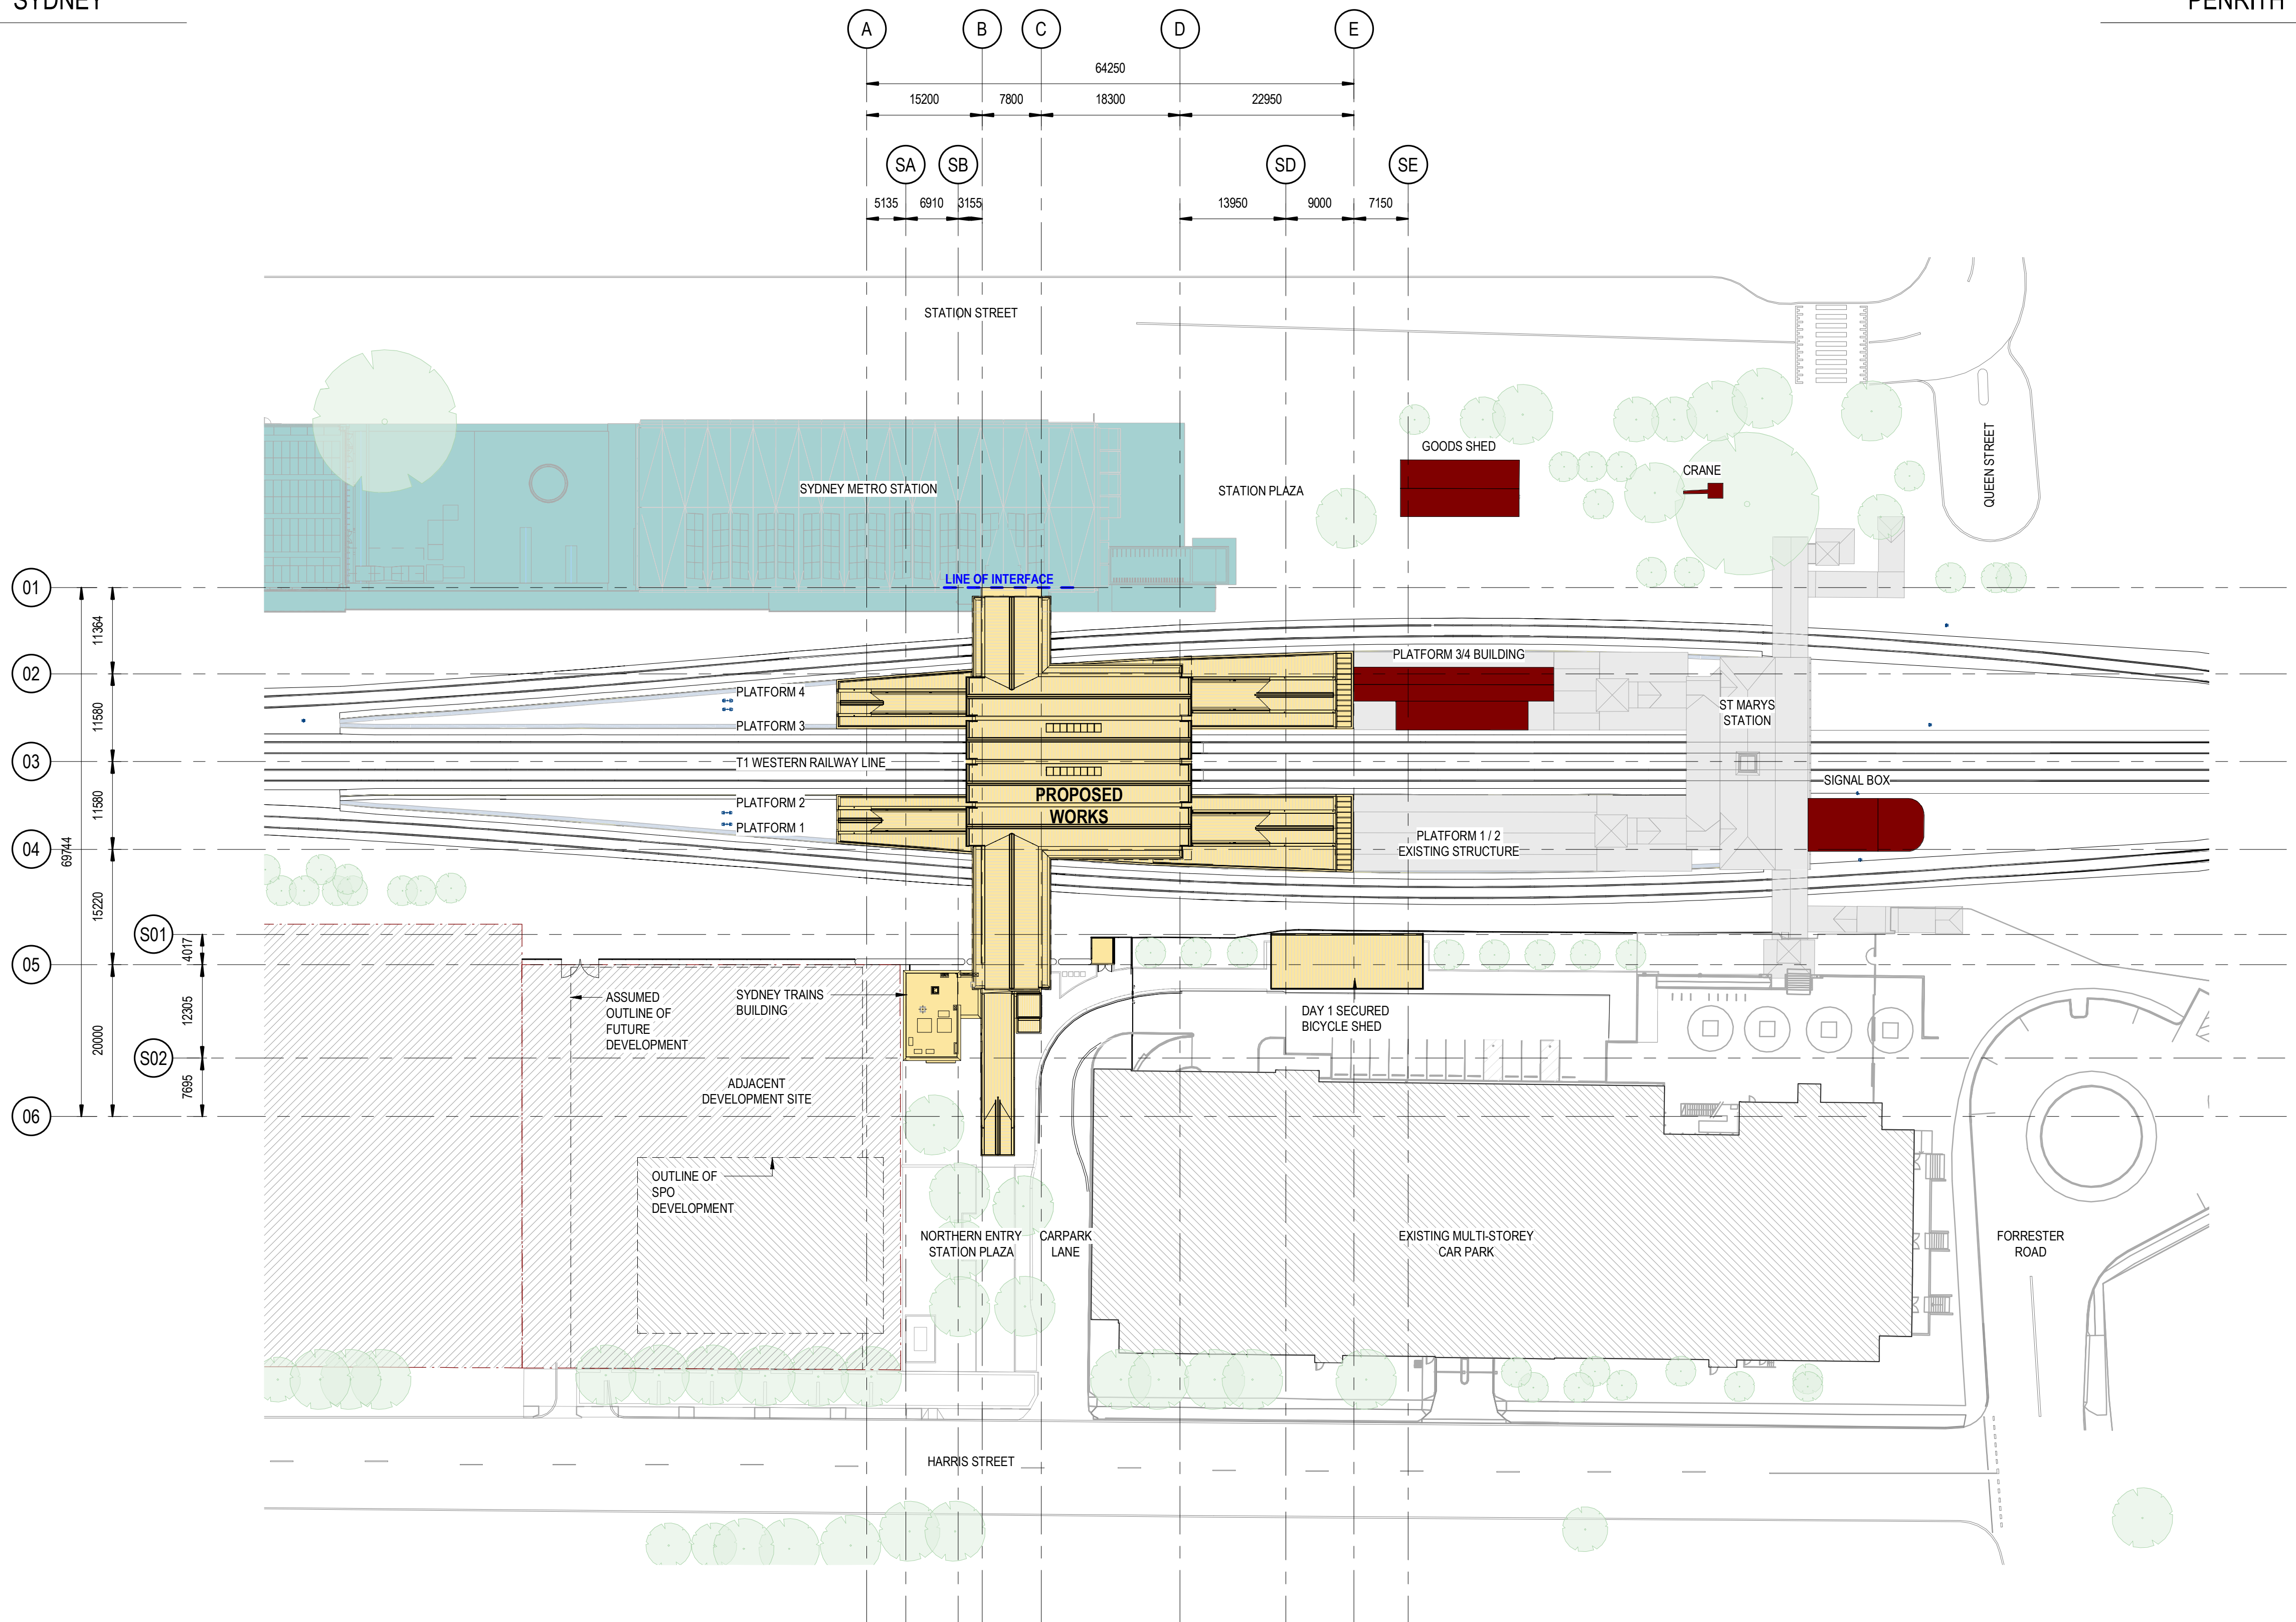 SYDNEY
PENRITH
A
B
C
D
E
64250
15200
7800
18300
22950
SA
SB
SD
SE
5135
6910
3155
13950
9000
7150
STATION STREET
GOODS SHED
CRANE
QUEEN STREET
SYDNEY METRO STATION
STATION PLAZA
LINE OF INTERFACE
01
11364
02
PLATFORM 3/4 BUILDING
PLATFORM 4
PLATFORM 3
ST MARYS
STATION
11580
03
T1 WESTERN RAILWAY LINE
SIGNAL BOX
11580
PLATFORM 2
PLATFORM 1
PROPOSED
WORKS
PLATFORM 1 / 2
EXISTING STRUCTURE
04
69744
15220
S01
4017
05
ASSUMED
OUTLINE OF
FUTURE
DEVELOPMENT
SYDNEY TRAINS
BUILDING
DAY 1 SECURED
BICYCLE SHED
12305
20000
S02
7695
ADJACENT
DEVELOPMENT SITE
06
OUTLINE OF
SPO
DEVELOPMENT
NORTHERN ENTRY
STATION PLAZA
CARPARK
LANE
EXISTING MULTI-STOREY
CAR PARK
FORRESTER
ROAD
HARRIS STREET